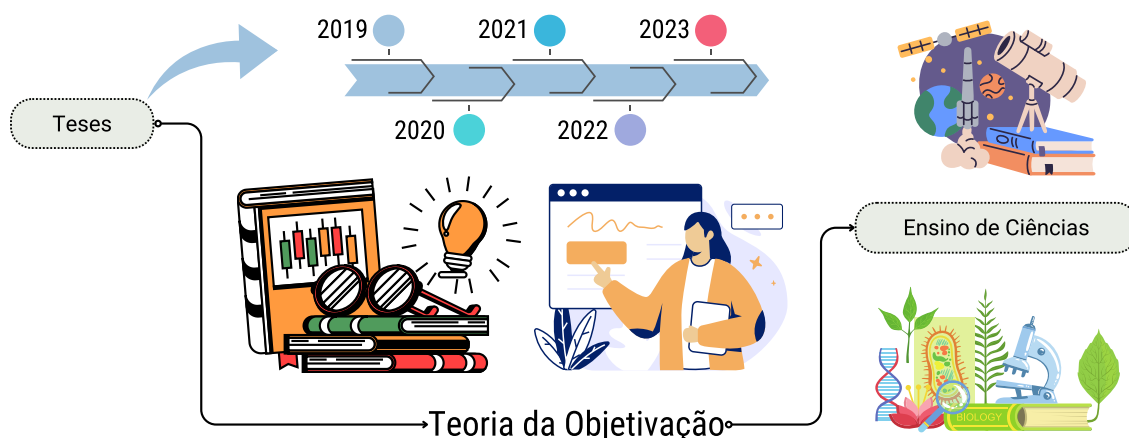 2019
2021
2023
Teses
2020
2022
Ensino de Ciências
BIOLOGY
Teoria da Objetivação